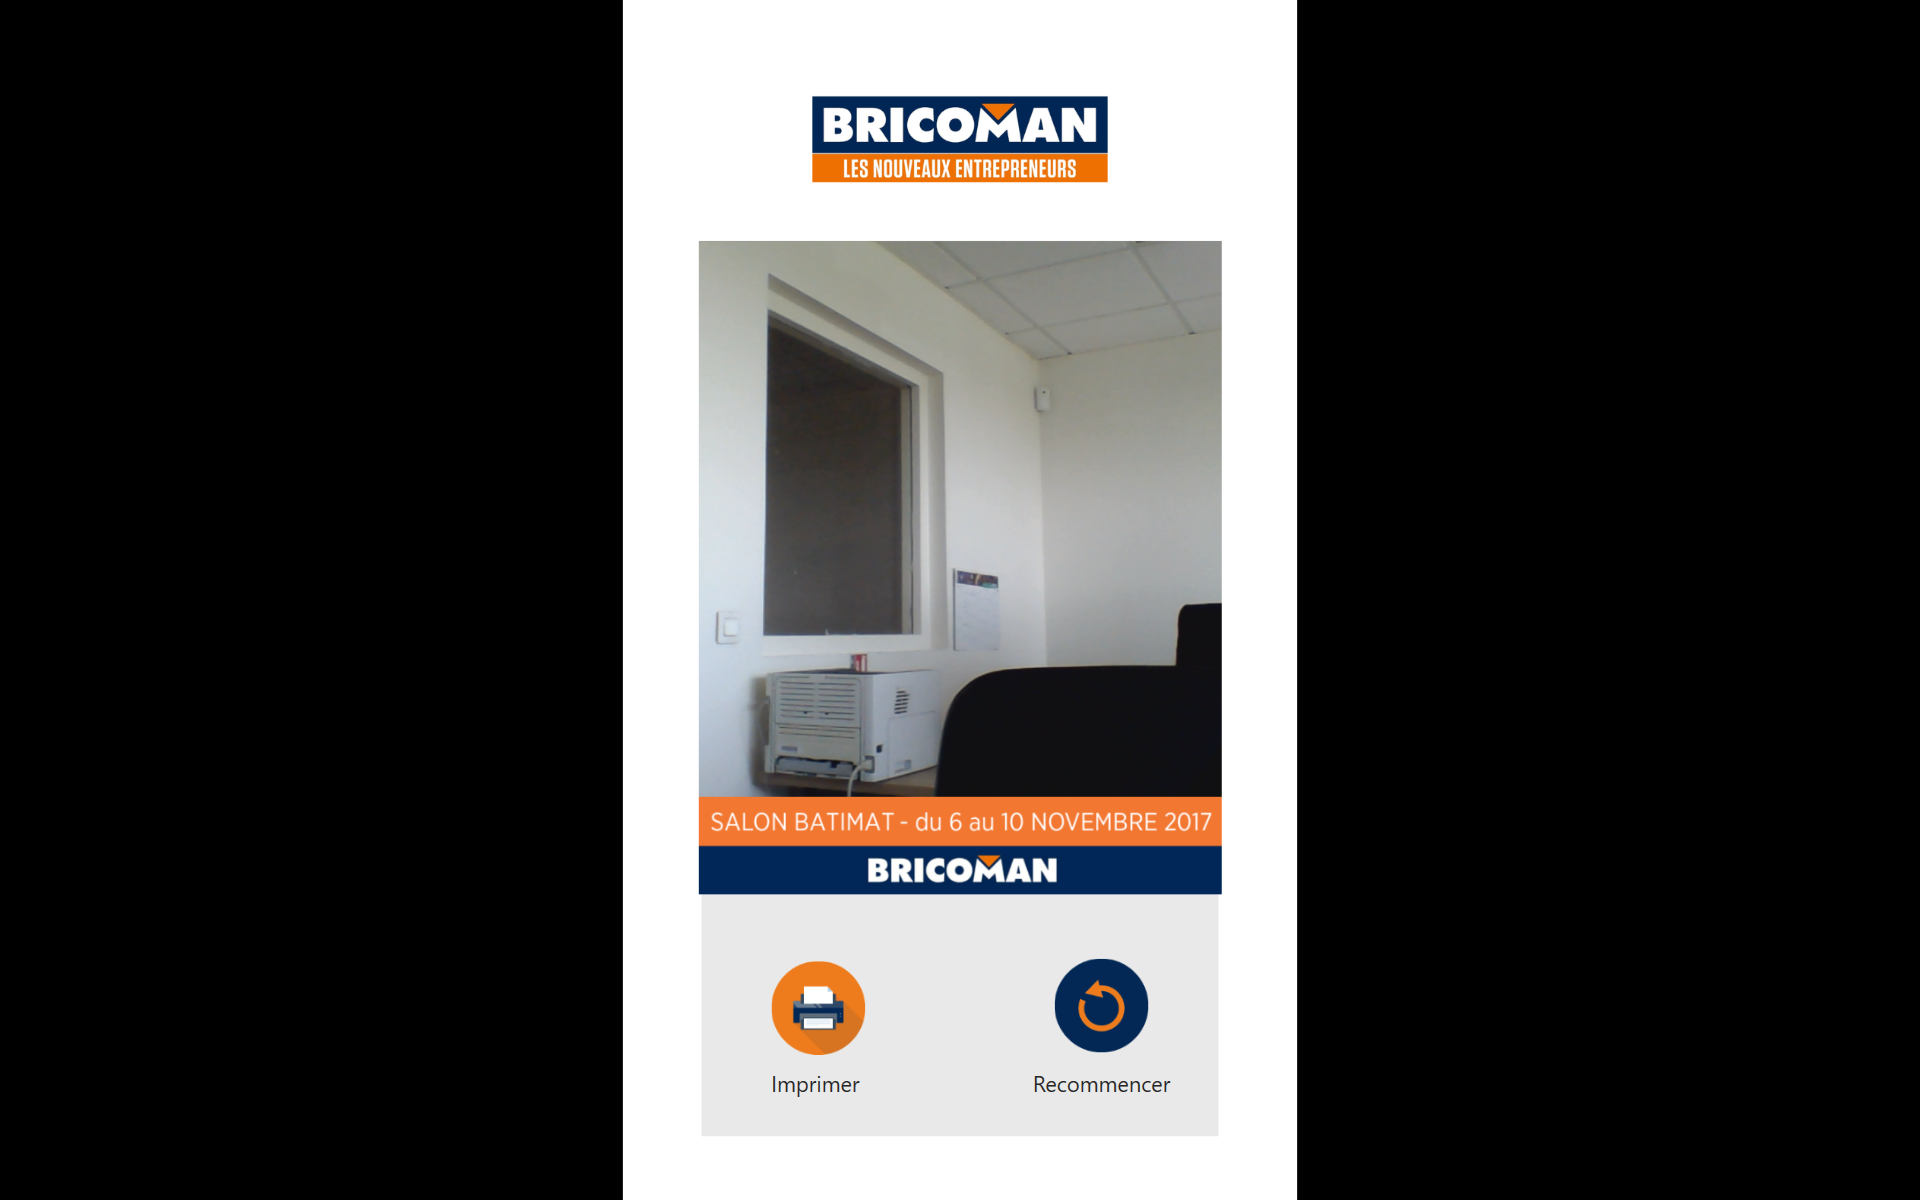 BRICOMAN
LES NOUVEAUX ENTREPRENEURS
SALON BATIMAT - du 6 au 10 NOVEMBRE 2017
BRICOMAN
Imprimer
Recommencer